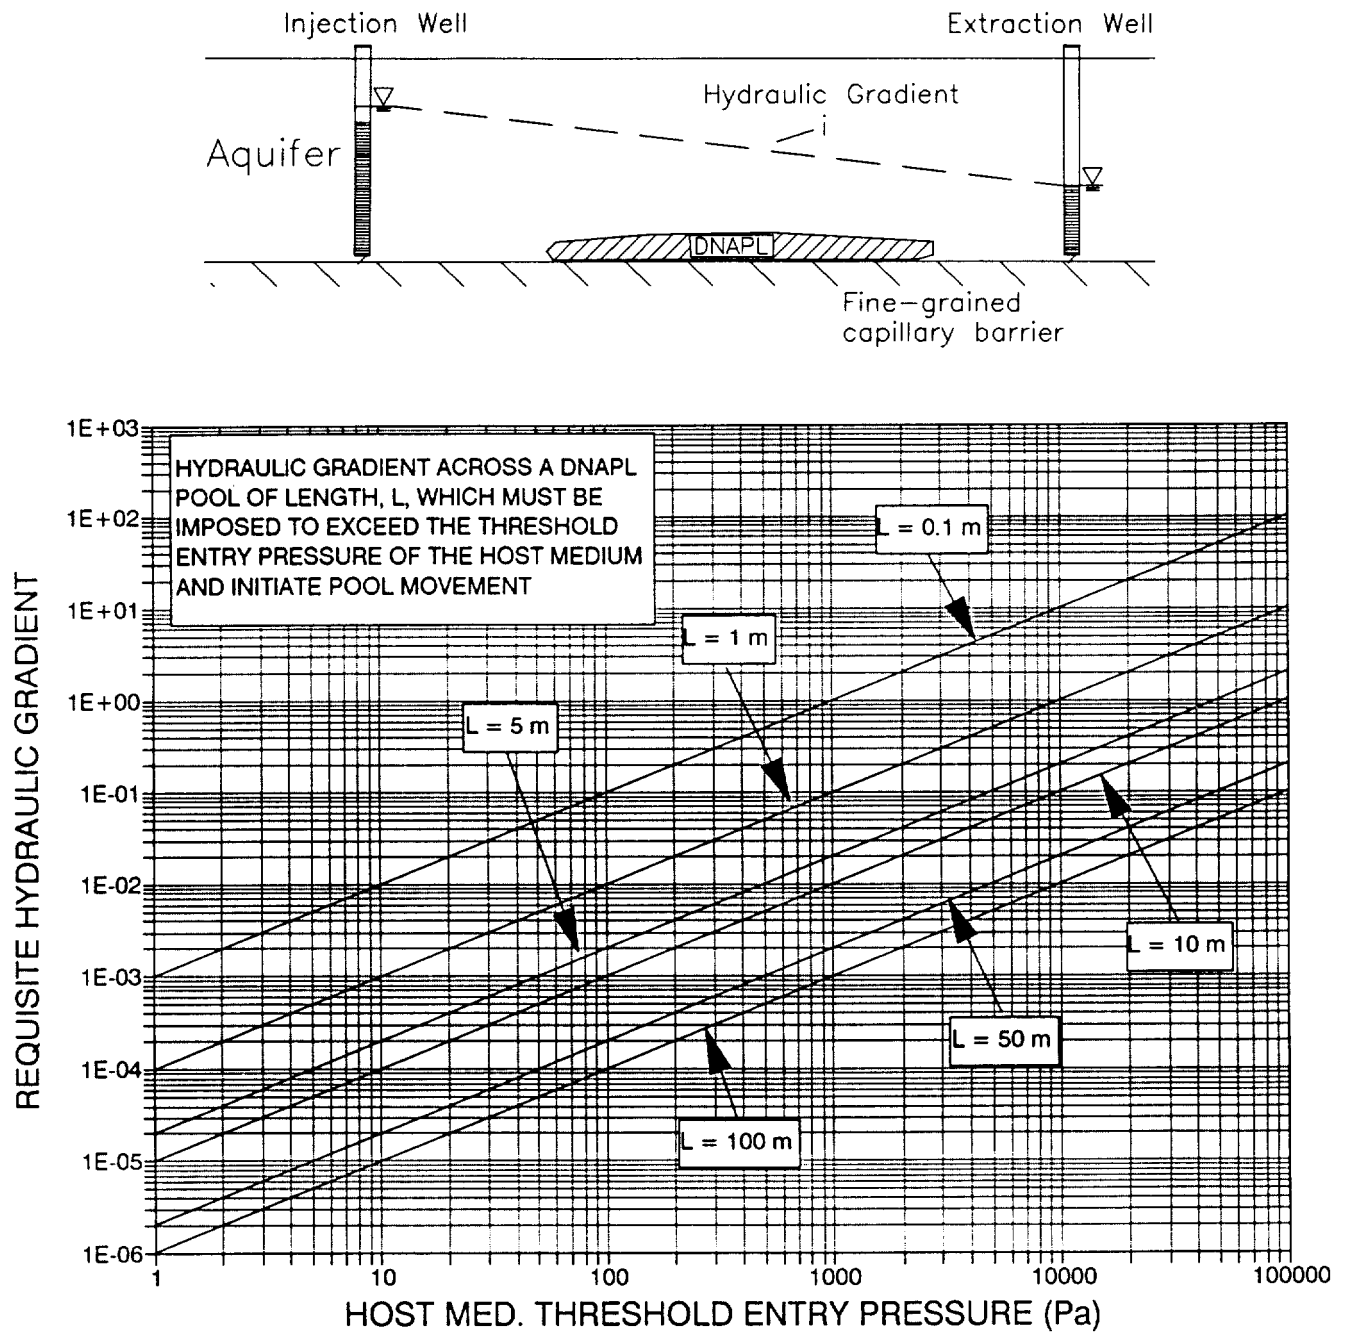 Injection Well
Extraction Well
Hydraulic Gradient
i
Aquifer
DNAPL
Fine-grained
capillary barrier
1E+03
HYDRAULIC GRADIENT ACROSS A DNAPL
POOL OF LENGTH, L, WHICH MUST BE
IMPOSED TO EXCEED THE THRESHOLD
ENTRY PRESSURE OF THE HOST MEDIUM
AND INITIATE POOL MOVEMENT
1E+02
L = 0.1 m
1E+01
L = 1 m
1E+00
L = 5 m
1E-01
1E-02
L = 10 m
1E-03
L = 50 m
1E-04
L = 100 m
1E-05
1E-06
REQUISITE HYDRAULIC GRADIENT
1 10 100 1000 10000 100000
HOST MED. THRESHOLD ENTRY PRESSURE (Pa)